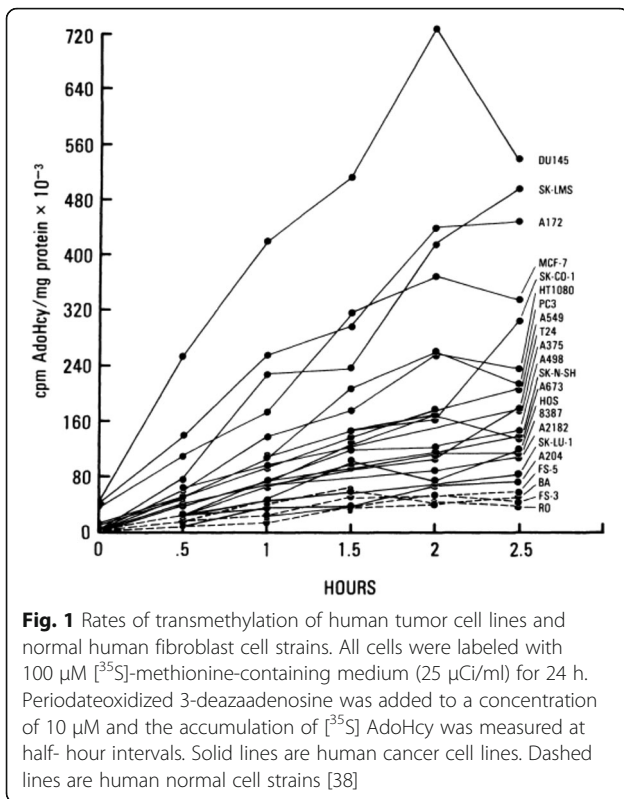 720
640
560
480
400
320
240
160
80
0
cpm AdoHcy/mg protein × 10⁻³
0
.5
1
1.5
2
2.5
HOURS
DU145
SK-LMS
A172
MCF-7
SK-CO-1
HT1080
PC3
A549
T24
A375
A498
SK-N-SH
A673
HOS
8387
A2182
SK-LU-1
A204
FS-5
BA
FS-3
RO
Fig. 1 Rates of transmethylation of human tumor cell lines and
normal human fibroblast cell strains. All cells were labeled with
100 μM [³⁵S]-methionine-containing medium (25 μCi/ml) for 24 h.
Periodateoxidized 3-deazaadenosine was added to a concentration
of 10 μM and the accumulation of [³⁵S] AdoHcy was measured at
half- hour intervals. Solid lines are human cancer cell lines. Dashed
lines are human normal cell strains [38]